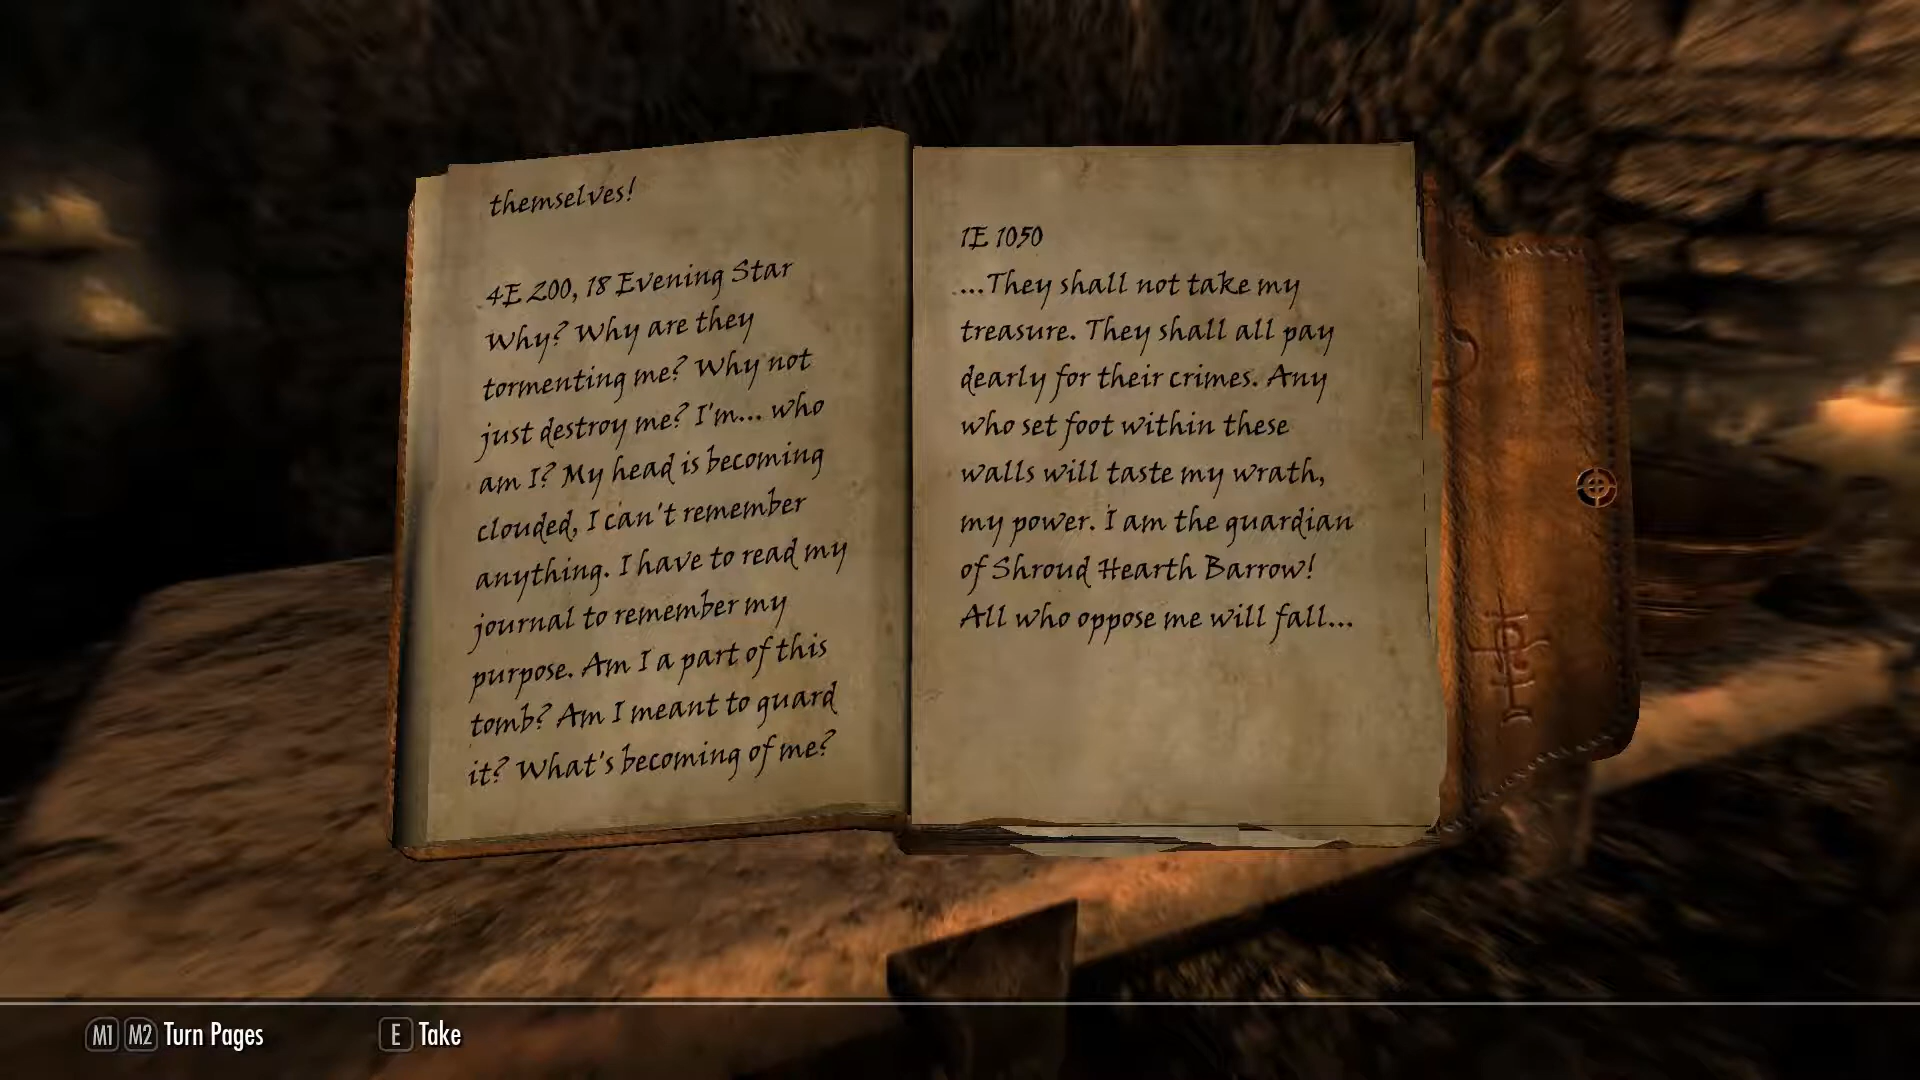 themselves!
4E 200, 18 Evening Star
Why? Why are they
tormenting me? Why not
just destroy me? I'm... who
am I? My head is becoming
clouded, I can't remember
anything. I have to read my
journal to remember my
purpose. Am I a part of this
tomb? Am I meant to guard
it? What's becoming of me?
1E 1050
...They shall not take my
treasure. They shall all pay
dearly for their crimes. Any
who set foot within these
walls will taste my wrath,
my power. I am the guardian
of Shroud Hearth Barrow!
All who oppose me will fall...
M1 M2 Turn Pages
E Take